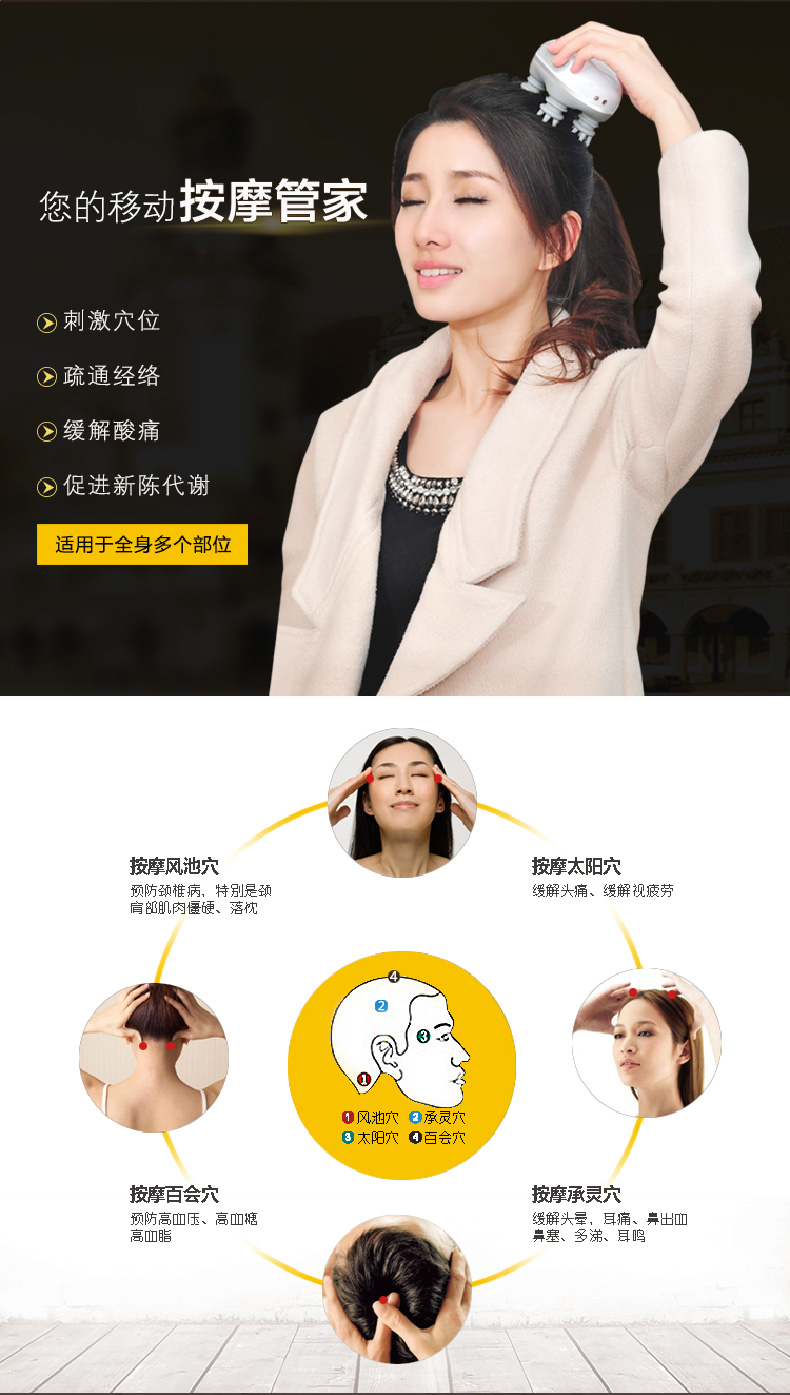 您的移动按摩管家
刺激穴位
疏通经络
缓解酸痛
促进新陈代谢
适用于全身多个部位
按摩风池穴
预防颈椎病，特别是颈
肩部肌肉僵硬、落枕
按摩太阳穴
缓解头痛、缓解视疲劳
4
2
3
1
1 风池穴 2 承灵穴
3 太阳穴 4 百会穴
按摩百会穴
预防高血压、高血糖
高血脂
按摩承灵穴
缓解头晕，耳痛、鼻出血
鼻塞、多涕、耳鸣